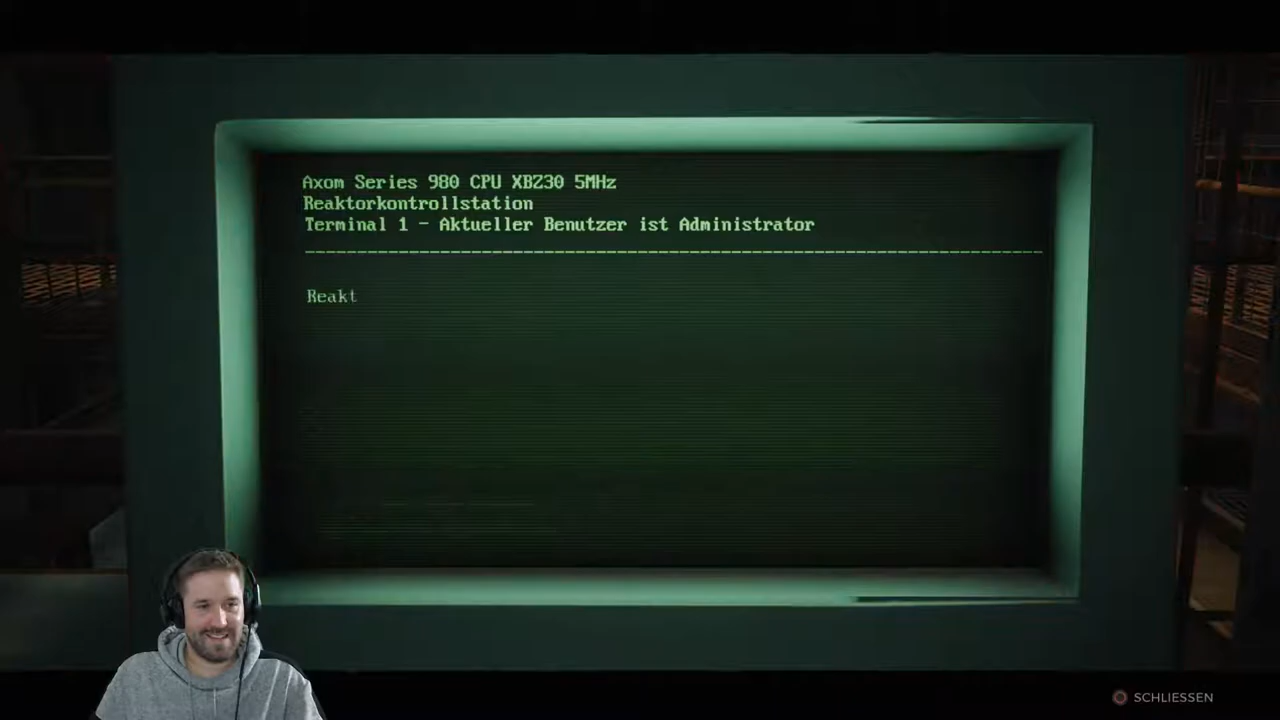 Axom Series 980 CPU XBZ30 5MHz
Reaktorkontrollstation
Terminal 1 - Aktueller Benutzer ist Administrator
Reakt
SCHLIESSEN